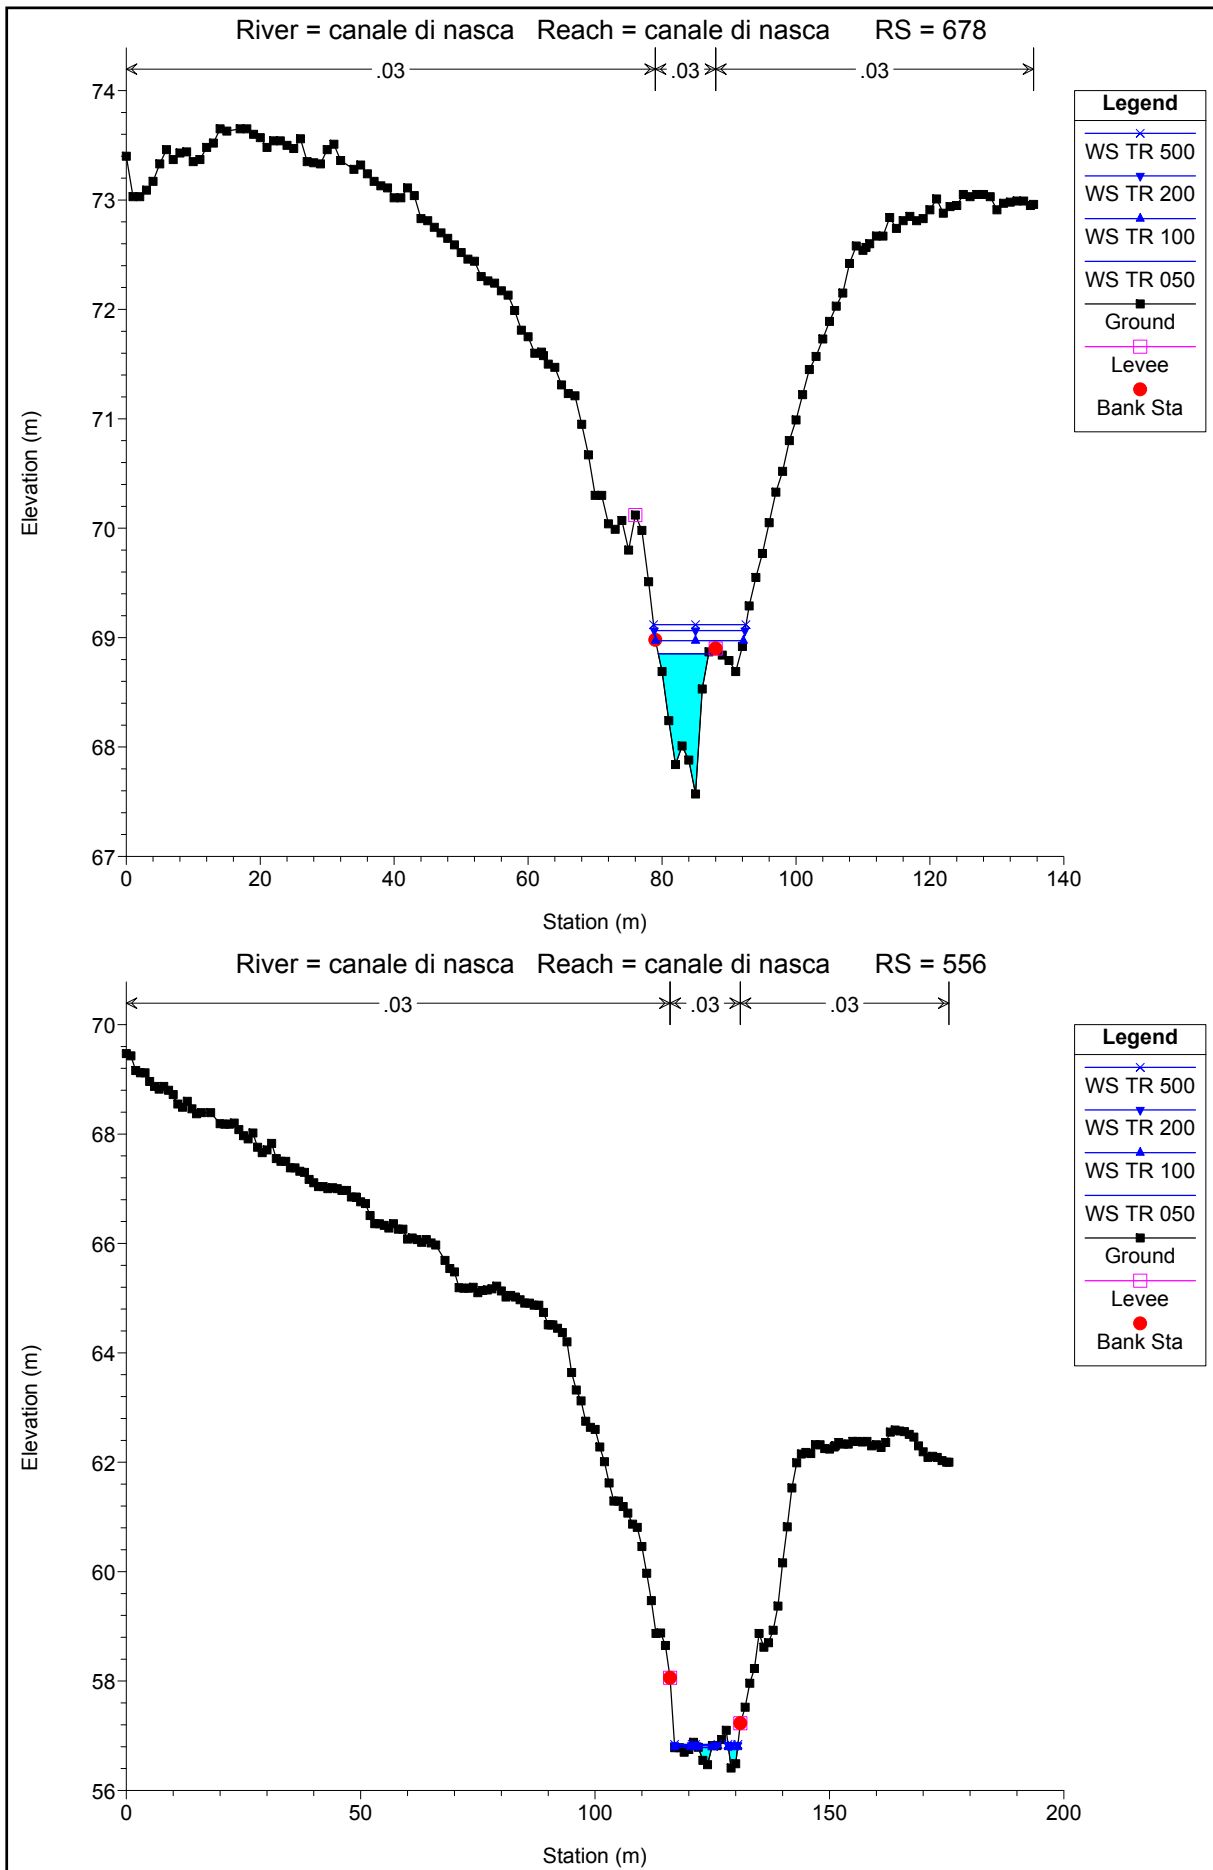 River = canale di nasca Reach = canale di nasca RS = 678
.03 .03 .03
74
73
72
71
70
69
68
67
0 20 40 60 80 100 120 140
Elevation (m)
Station (m)
Legend
WS TR 500
WS TR 200
WS TR 100
WS TR 050
Ground
Levee
Bank Sta
River = canale di nasca Reach = canale di nasca RS = 556
.03 .03 .03
70
68
66
64
62
60
58
56
0 50 100 150 200
Elevation (m)
Station (m)
Legend
WS TR 500
WS TR 200
WS TR 100
WS TR 050
Ground
Levee
Bank Sta